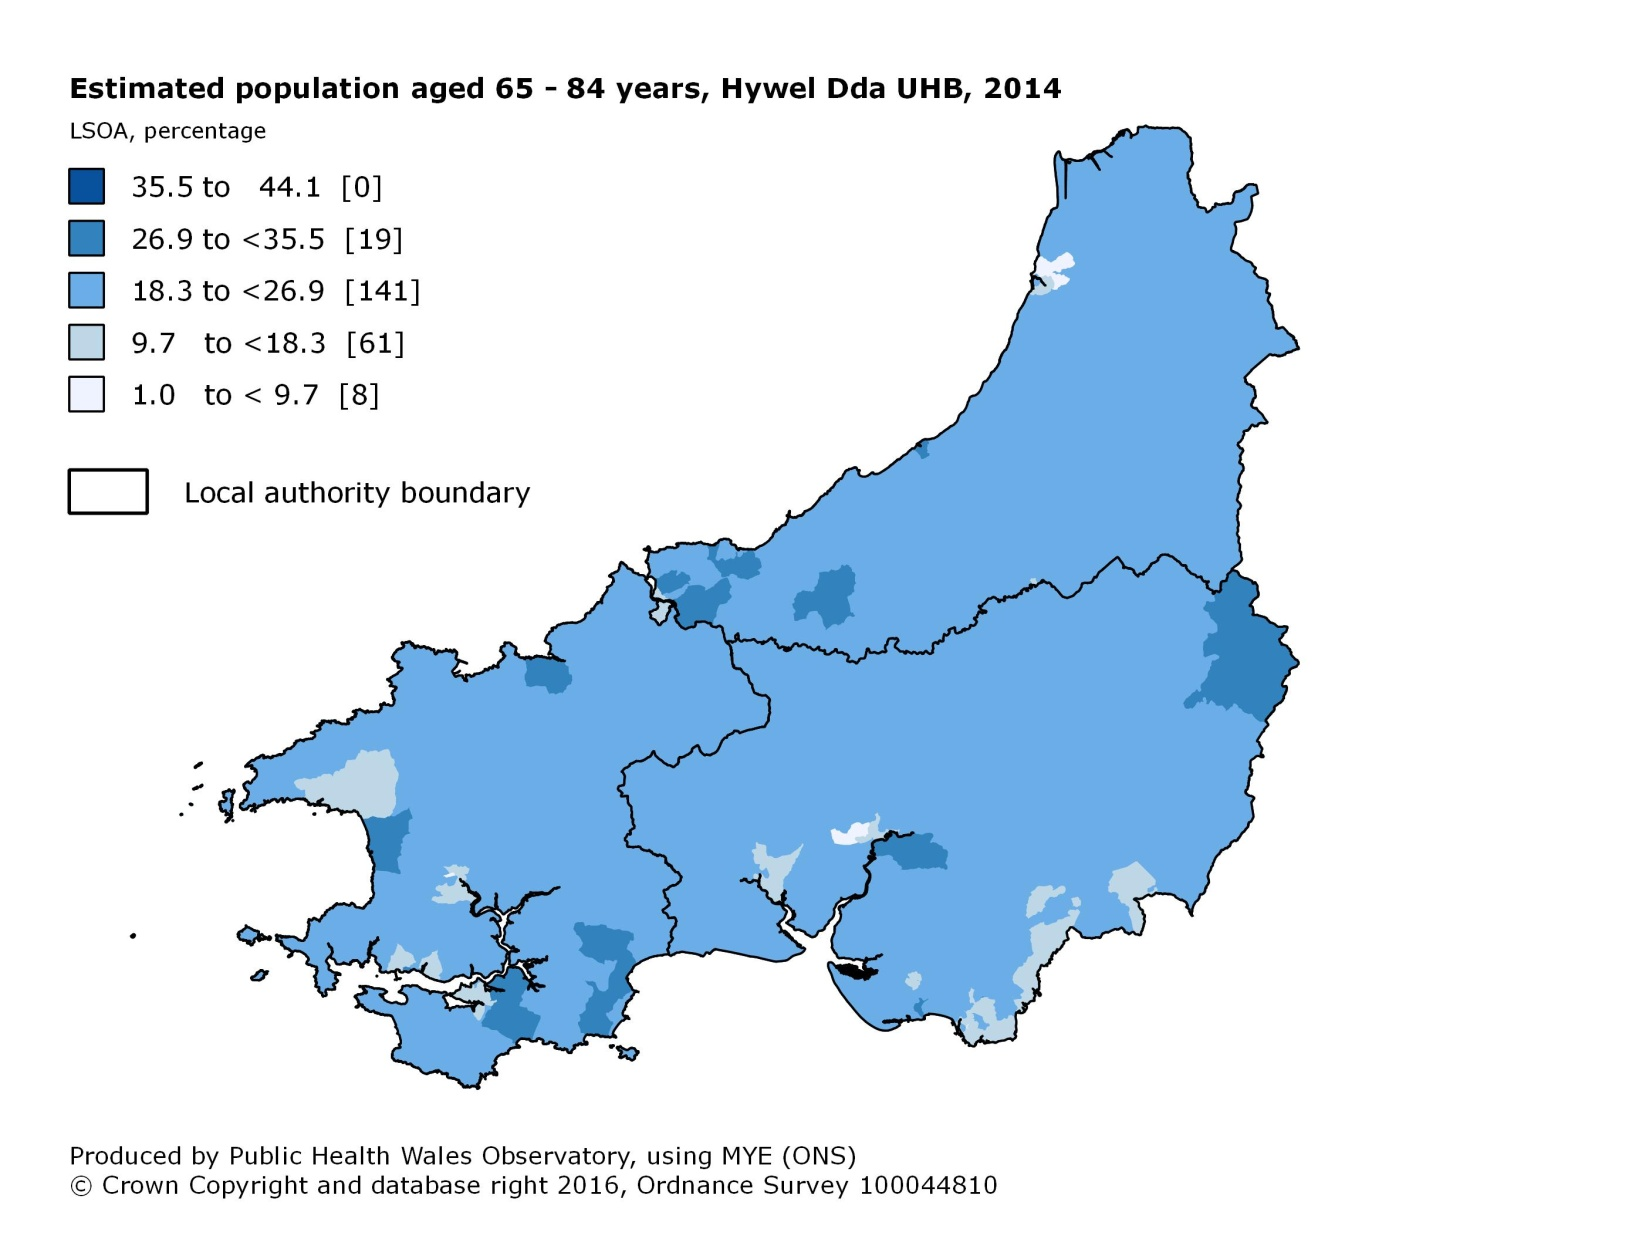 Estimated population aged 65 - 84 years, Hywel Dda UHB, 2014
LSOA, percentage
35.5 to 44.1 [0]
26.9 to <35.5 [19]
18.3 to <26.9 [141]
9.7 to <18.3 [61]
1.0 to < 9.7 [8]
Local authority boundary
Produced by Public Health Wales Observatory, using MYE (ONS)
© Crown Copyright and database right 2016, Ordnance Survey 100044810